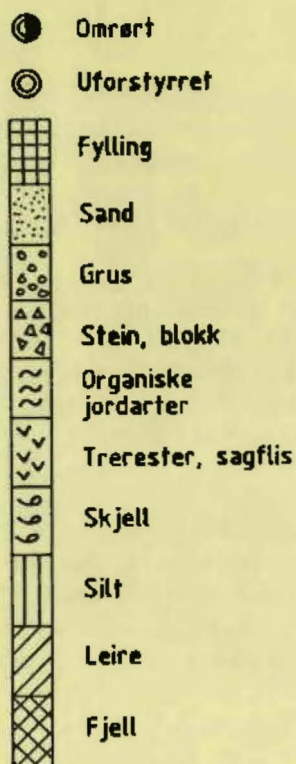 Omrørt
Uforstyrret
Fylling
Sand
Grus
Stein, blokk
Organiske
jordarter
Trerester, sagflis
Skjell
Silt
Leire
Fjell